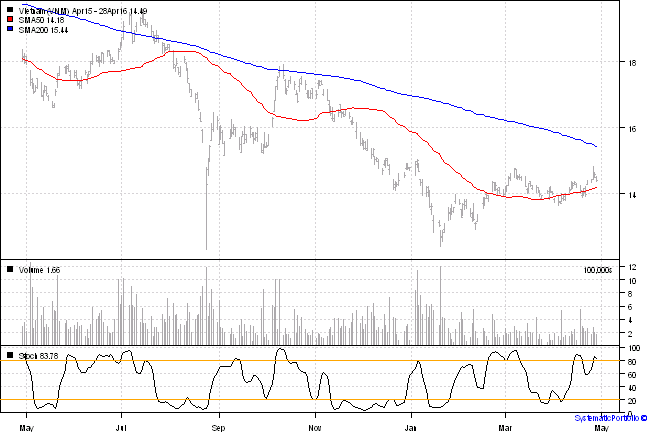 Vietnam (VNM) Apr15 - 28Apr16 14.49
SMA50 14.18
SMA200 15.44
18
16
14
Volume 1.66
100,000s
12
10
8
6
4
2
Stoch 83.78
100
80
60
40
20
0
May Jul Sep Nov Jan Mar May
SystematicPortfolio ©